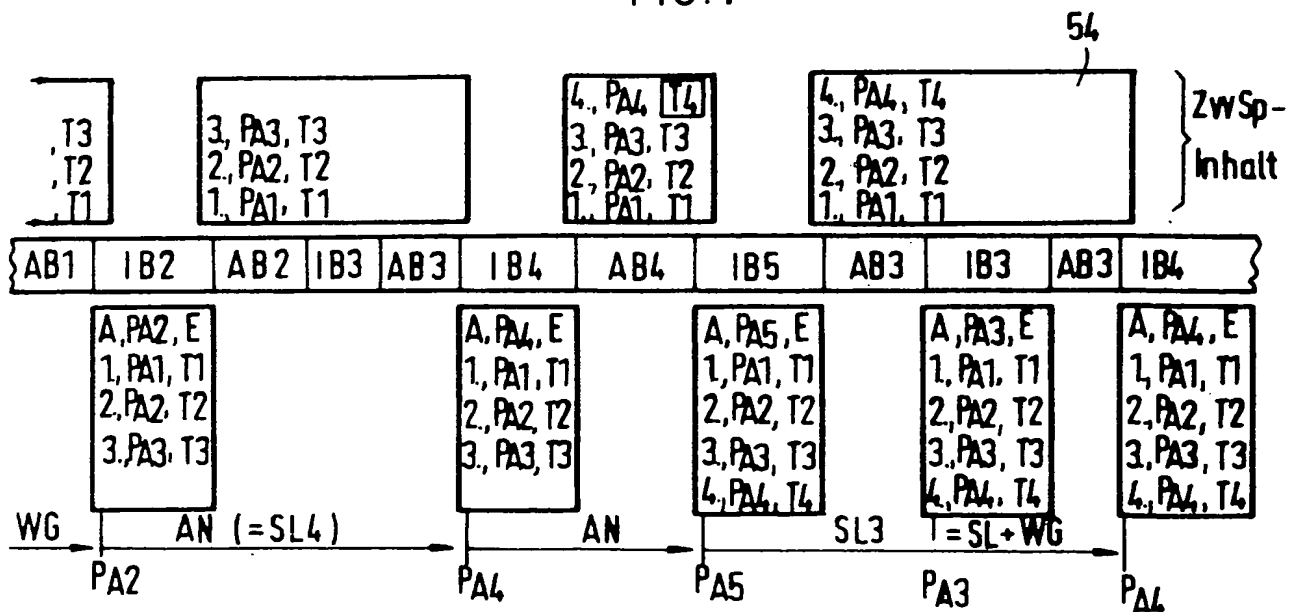 54
, T3
, T2
, T1
3., PA3, T3
2., PA2, T2
1., PA1, T1
4., PA4, T4
3., PA3, T3
2., PA2, T2
1., PA1, T1
4., PA4, T4
3., PA3, T3
2., PA2, T2
1., PA1, T1
ZwSp-
Inhalt
AB1 IB2 AB2 IB3 AB3 IB4 AB4 IB5 AB3 IB3 AB3 IB4
A, PA2, E
1, PA1, T1
2., PA2, T2
3., PA3, T3
A, PA4, E
1., PA1, T1
2., PA2, T2
3., PA3, T3
A, PA5, E
1., PA1, T1
2, PA2, T2
3., PA3, T3
4., PA4, T4
A, PA3, E
1., PA1, T1
2, PA2, T2
3., PA3, T3
4., PA4, T4
A, PA4, E
1., PA1, T1
2., PA2, T2
3, PA3, T3
4., PA4, T4
WG AN (=SL4) AN SL3 =SL+WG
PA2 PA4 PA5 PA3 PA4